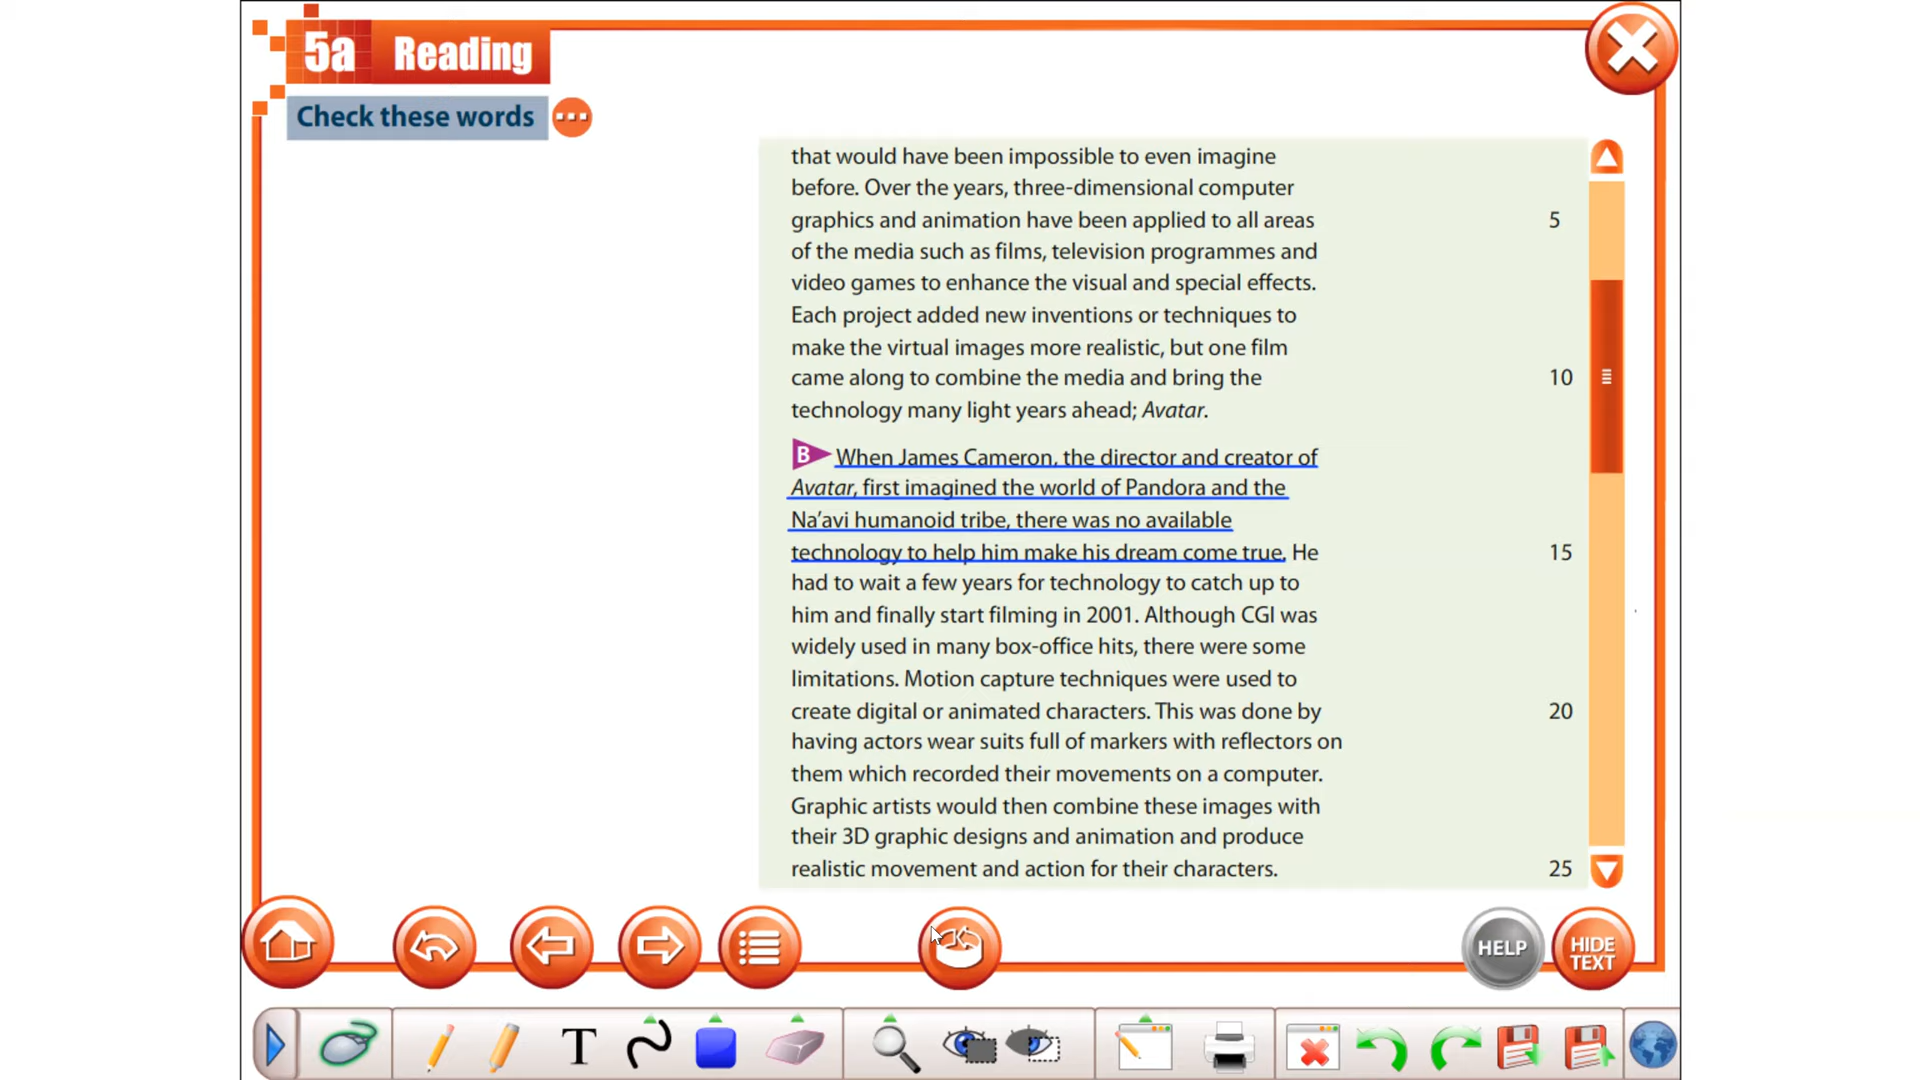 5a Reading
Check these words
that would have been impossible to even imagine
before. Over the years, three-dimensional computer
graphics and animation have been applied to all areas 5
of the media such as films, television programmes and
video games to enhance the visual and special effects.
Each project added new inventions or techniques to
make the virtual images more realistic, but one film
came along to combine the media and bring the 10
technology many light years ahead; Avatar.
B When James Cameron, the director and creator of
Avatar, first imagined the world of Pandora and the
Na’avi humanoid tribe, there was no available
technology to help him make his dream come true. He 15
had to wait a few years for technology to catch up to
him and finally start filming in 2001. Although CGI was
widely used in many box-office hits, there were some
limitations. Motion capture techniques were used to
create digital or animated characters. This was done by 20
having actors wear suits full of markers with reflectors on
them which recorded their movements on a computer.
Graphic artists would then combine these images with
their 3D graphic designs and animation and produce
realistic movement and action for their characters. 25
HELP
HIDE
TEXT
T